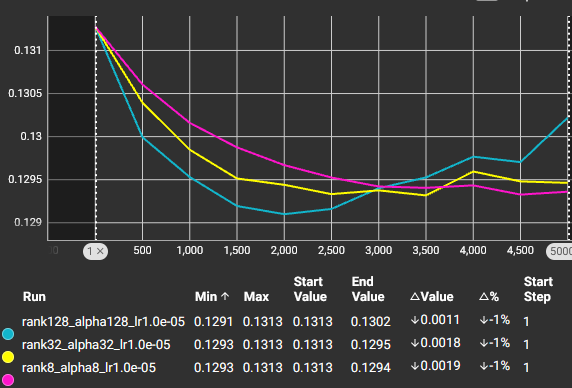 0.131
0.1305
0.13
0.1295
0.129
1 × 500 1,000 1,500 2,000 2,500 3,000 3,500 4,000 4,500 5000
Run Min ↑ Max Start Value End Value △Value △% Start Step
rank128_alpha128_lr1.0e-05 0.1291 0.1313 0.1313 0.1302 ↓0.0011 ↓-1% 1
rank32_alpha32_lr1.0e-05 0.1293 0.1313 0.1313 0.1295 ↓0.0018 ↓-1% 1
rank8_alpha8_lr1.0e-05 0.1293 0.1313 0.1313 0.1294 ↓0.0019 ↓-1% 1